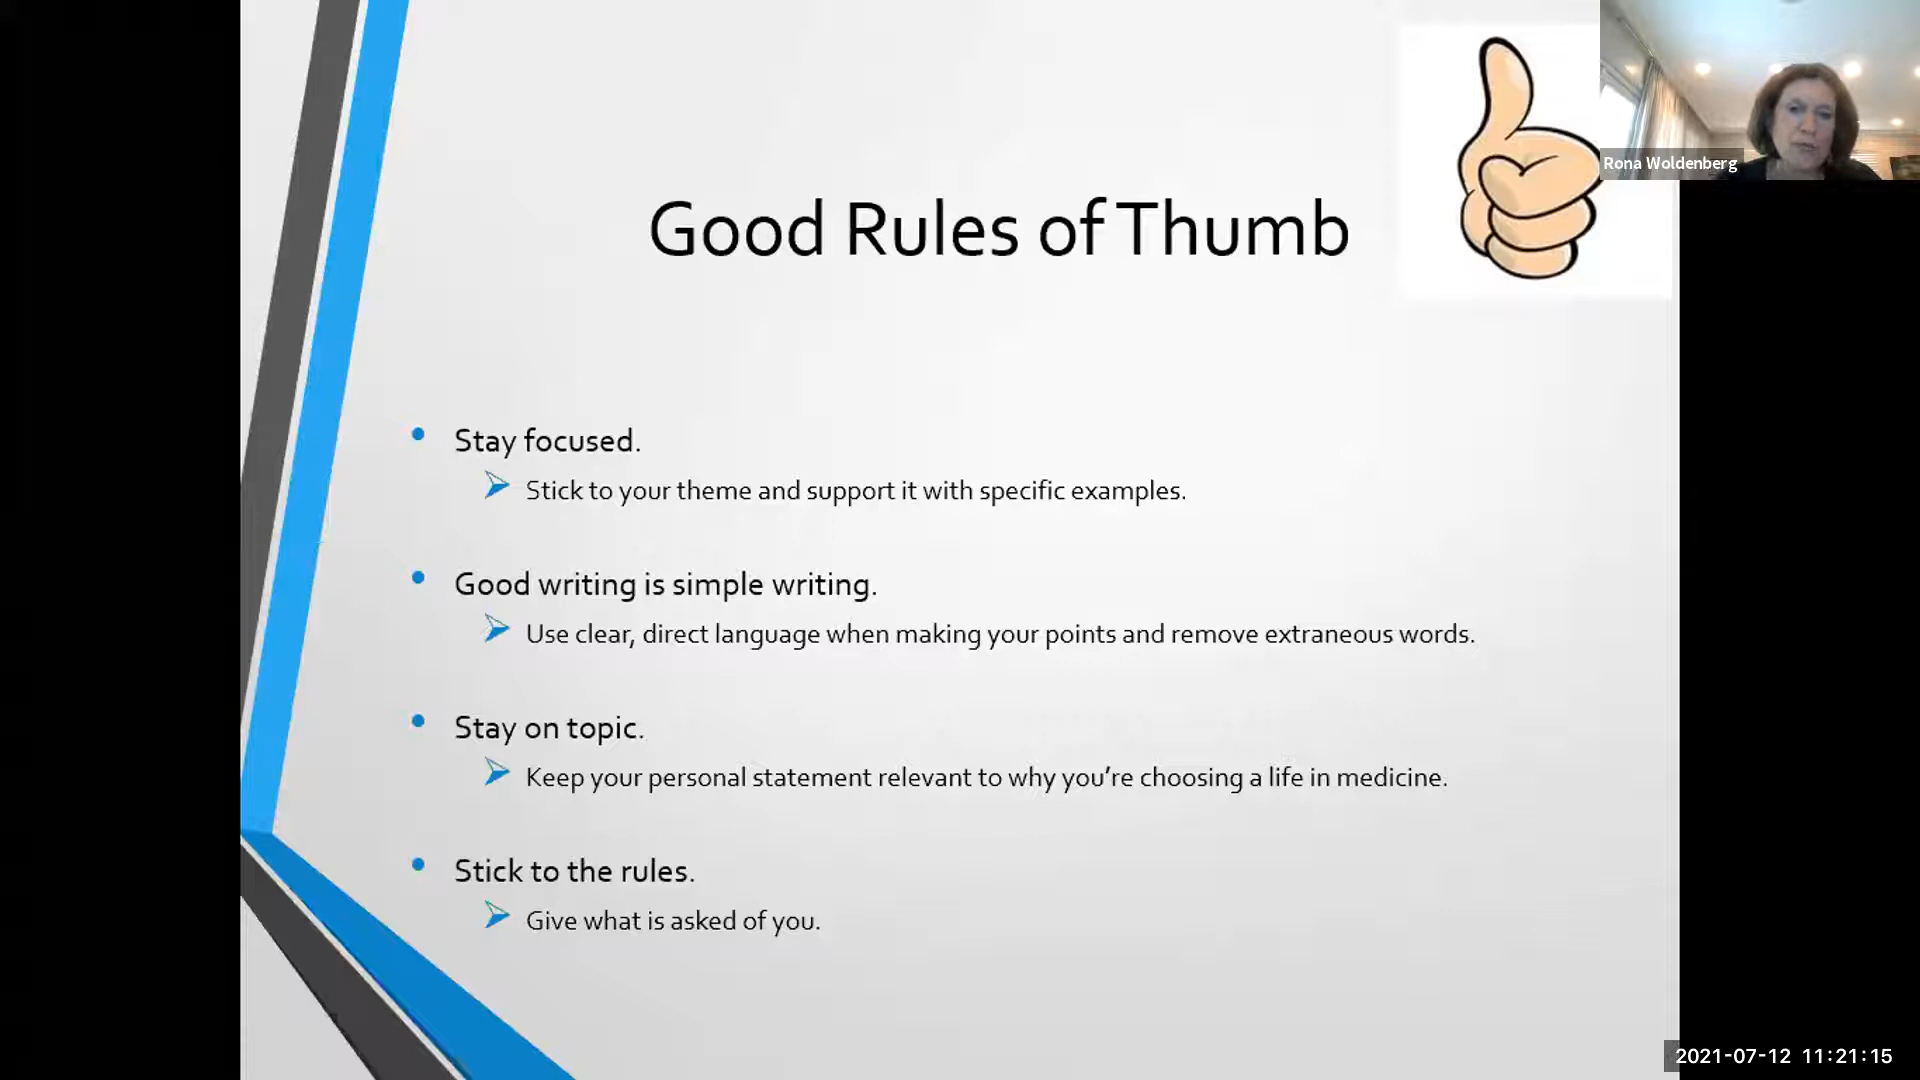 Good Rules of Thumb
Rona Woldenberg
Stay focused.
Stick to your theme and support it with specific examples.
Good writing is simple writing.
Use clear, direct language when making your points and remove extraneous words.
Stay on topic.
Keep your personal statement relevant to why you’re choosing a life in medicine.
Stick to the rules.
Give what is asked of you.
2021-07-12 11:21:15